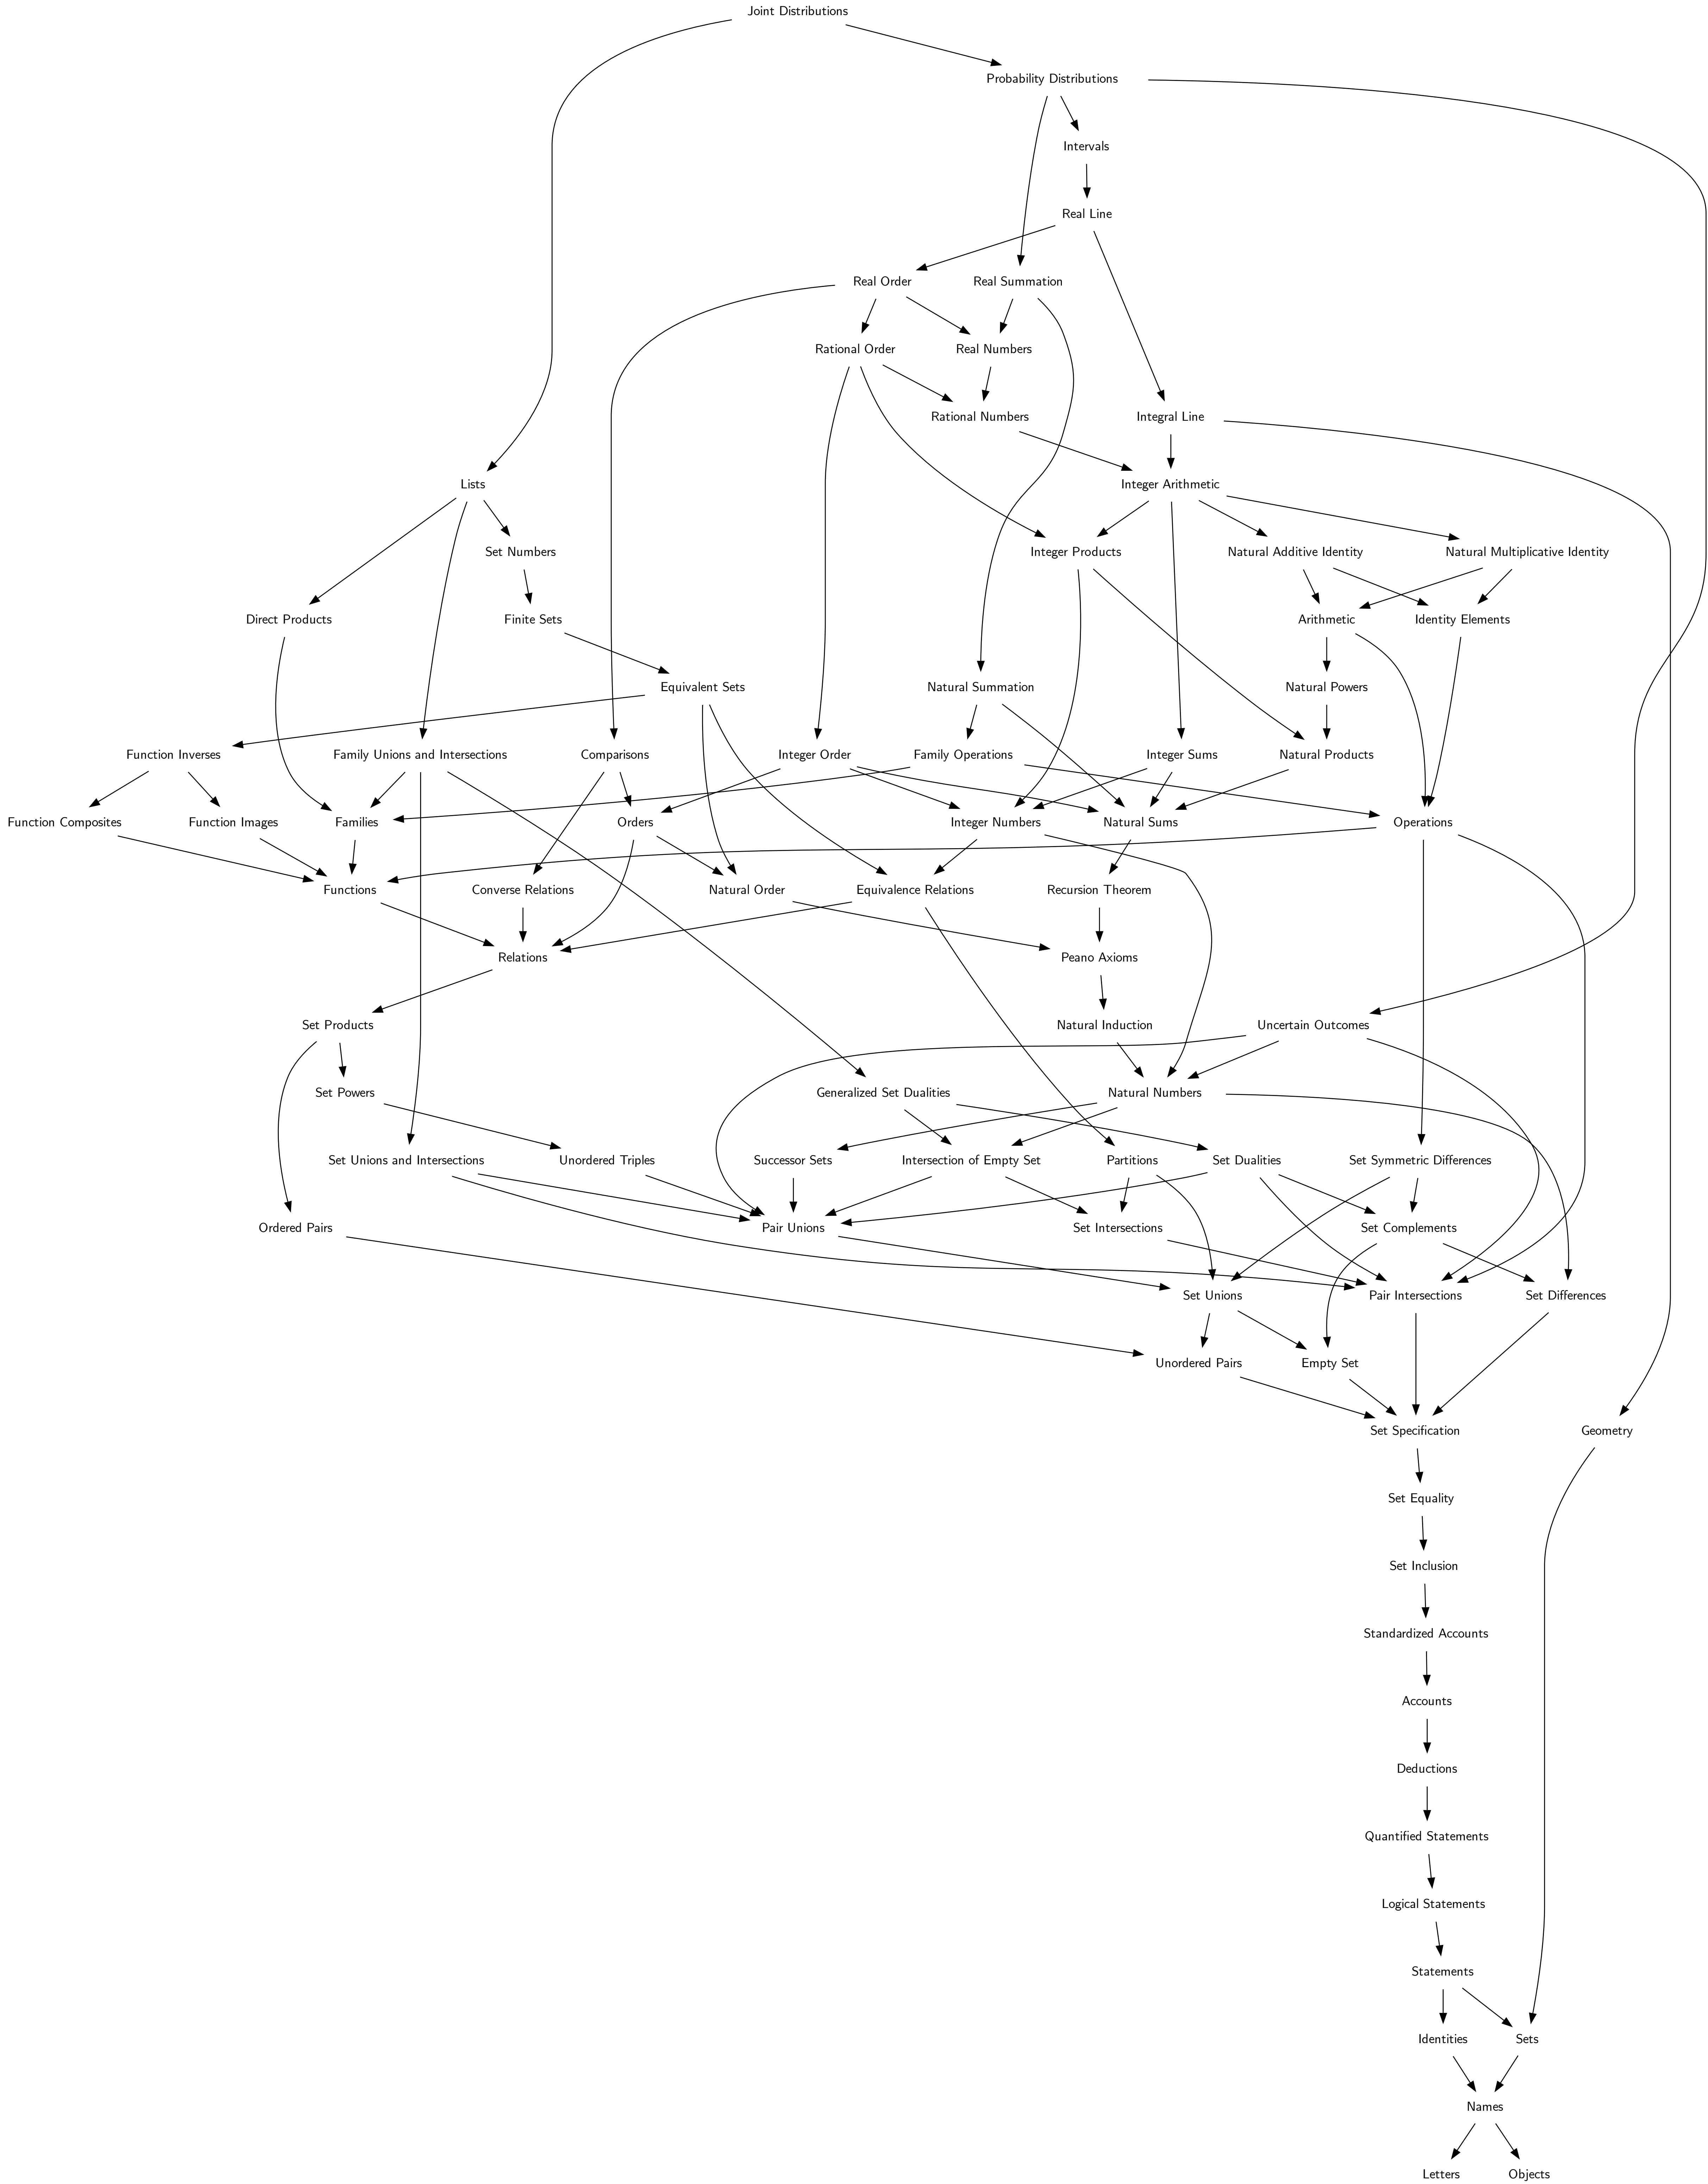 Joint Distributions
Probability Distributions
Intervals
Real Line
Real Order
Real Summation
Rational Order
Real Numbers
Rational Numbers
Integral Line
Lists
Integer Arithmetic
Set Numbers
Integer Products
Natural Additive Identity
Natural Multiplicative Identity
Direct Products
Finite Sets
Arithmetic
Identity Elements
Equivalent Sets
Natural Summation
Natural Powers
Function Inverses
Family Unions and Intersections
Comparisons
Integer Order
Family Operations
Integer Sums
Natural Products
Function Composites
Function Images
Families
Orders
Integer Numbers
Natural Sums
Operations
Functions
Converse Relations
Natural Order
Equivalence Relations
Recursion Theorem
Relations
Peano Axioms
Set Products
Natural Induction
Uncertain Outcomes
Set Powers
Generalized Set Dualities
Natural Numbers
Set Unions and Intersections
Unordered Triples
Successor Sets
Intersection of Empty Set
Partitions
Set Dualities
Set Symmetric Differences
Ordered Pairs
Pair Unions
Set Intersections
Set Complements
Set Unions
Pair Intersections
Set Differences
Unordered Pairs
Empty Set
Set Specification
Geometry
Set Equality
Set Inclusion
Standardized Accounts
Accounts
Deductions
Quantified Statements
Logical Statements
Statements
Identities
Sets
Names
Letters
Objects